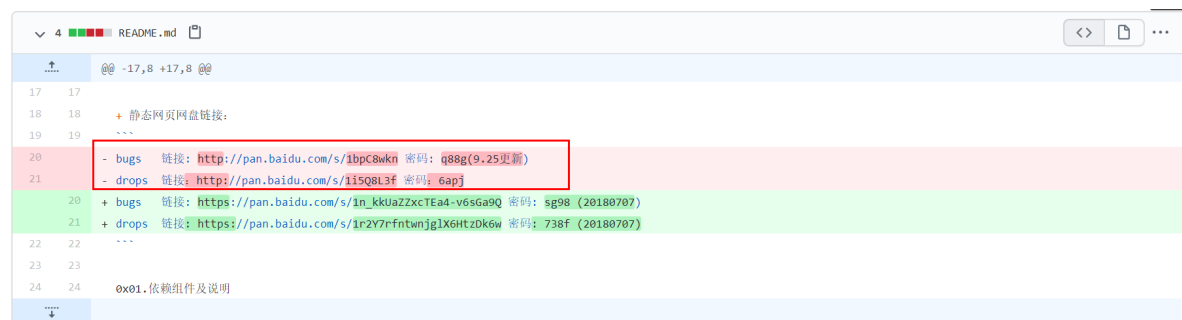 4 README.md
@@ -17,8 +17,8 @@
17 17
18 18 + 静态网页网盘链接:
19 19 ```
20 - bugs 链接: http://pan.baidu.com/s/1bpC8wkn 密码: q88g(9.25更新)
21 - drops 链接: http://pan.baidu.com/s/1i5Q8L3f 密码: 6apj
20 + bugs 链接: https://pan.baidu.com/s/1n_kkUaZZxcTEa4-v6sGa9Q 密码: sg98 (20180707)
21 + drops 链接: https://pan.baidu.com/s/1r2Y7rfntwnjglX6HtzDk6w 密码: 738f (20180707)
22 22 ```
23 23
24 24 0x01.依赖组件及说明